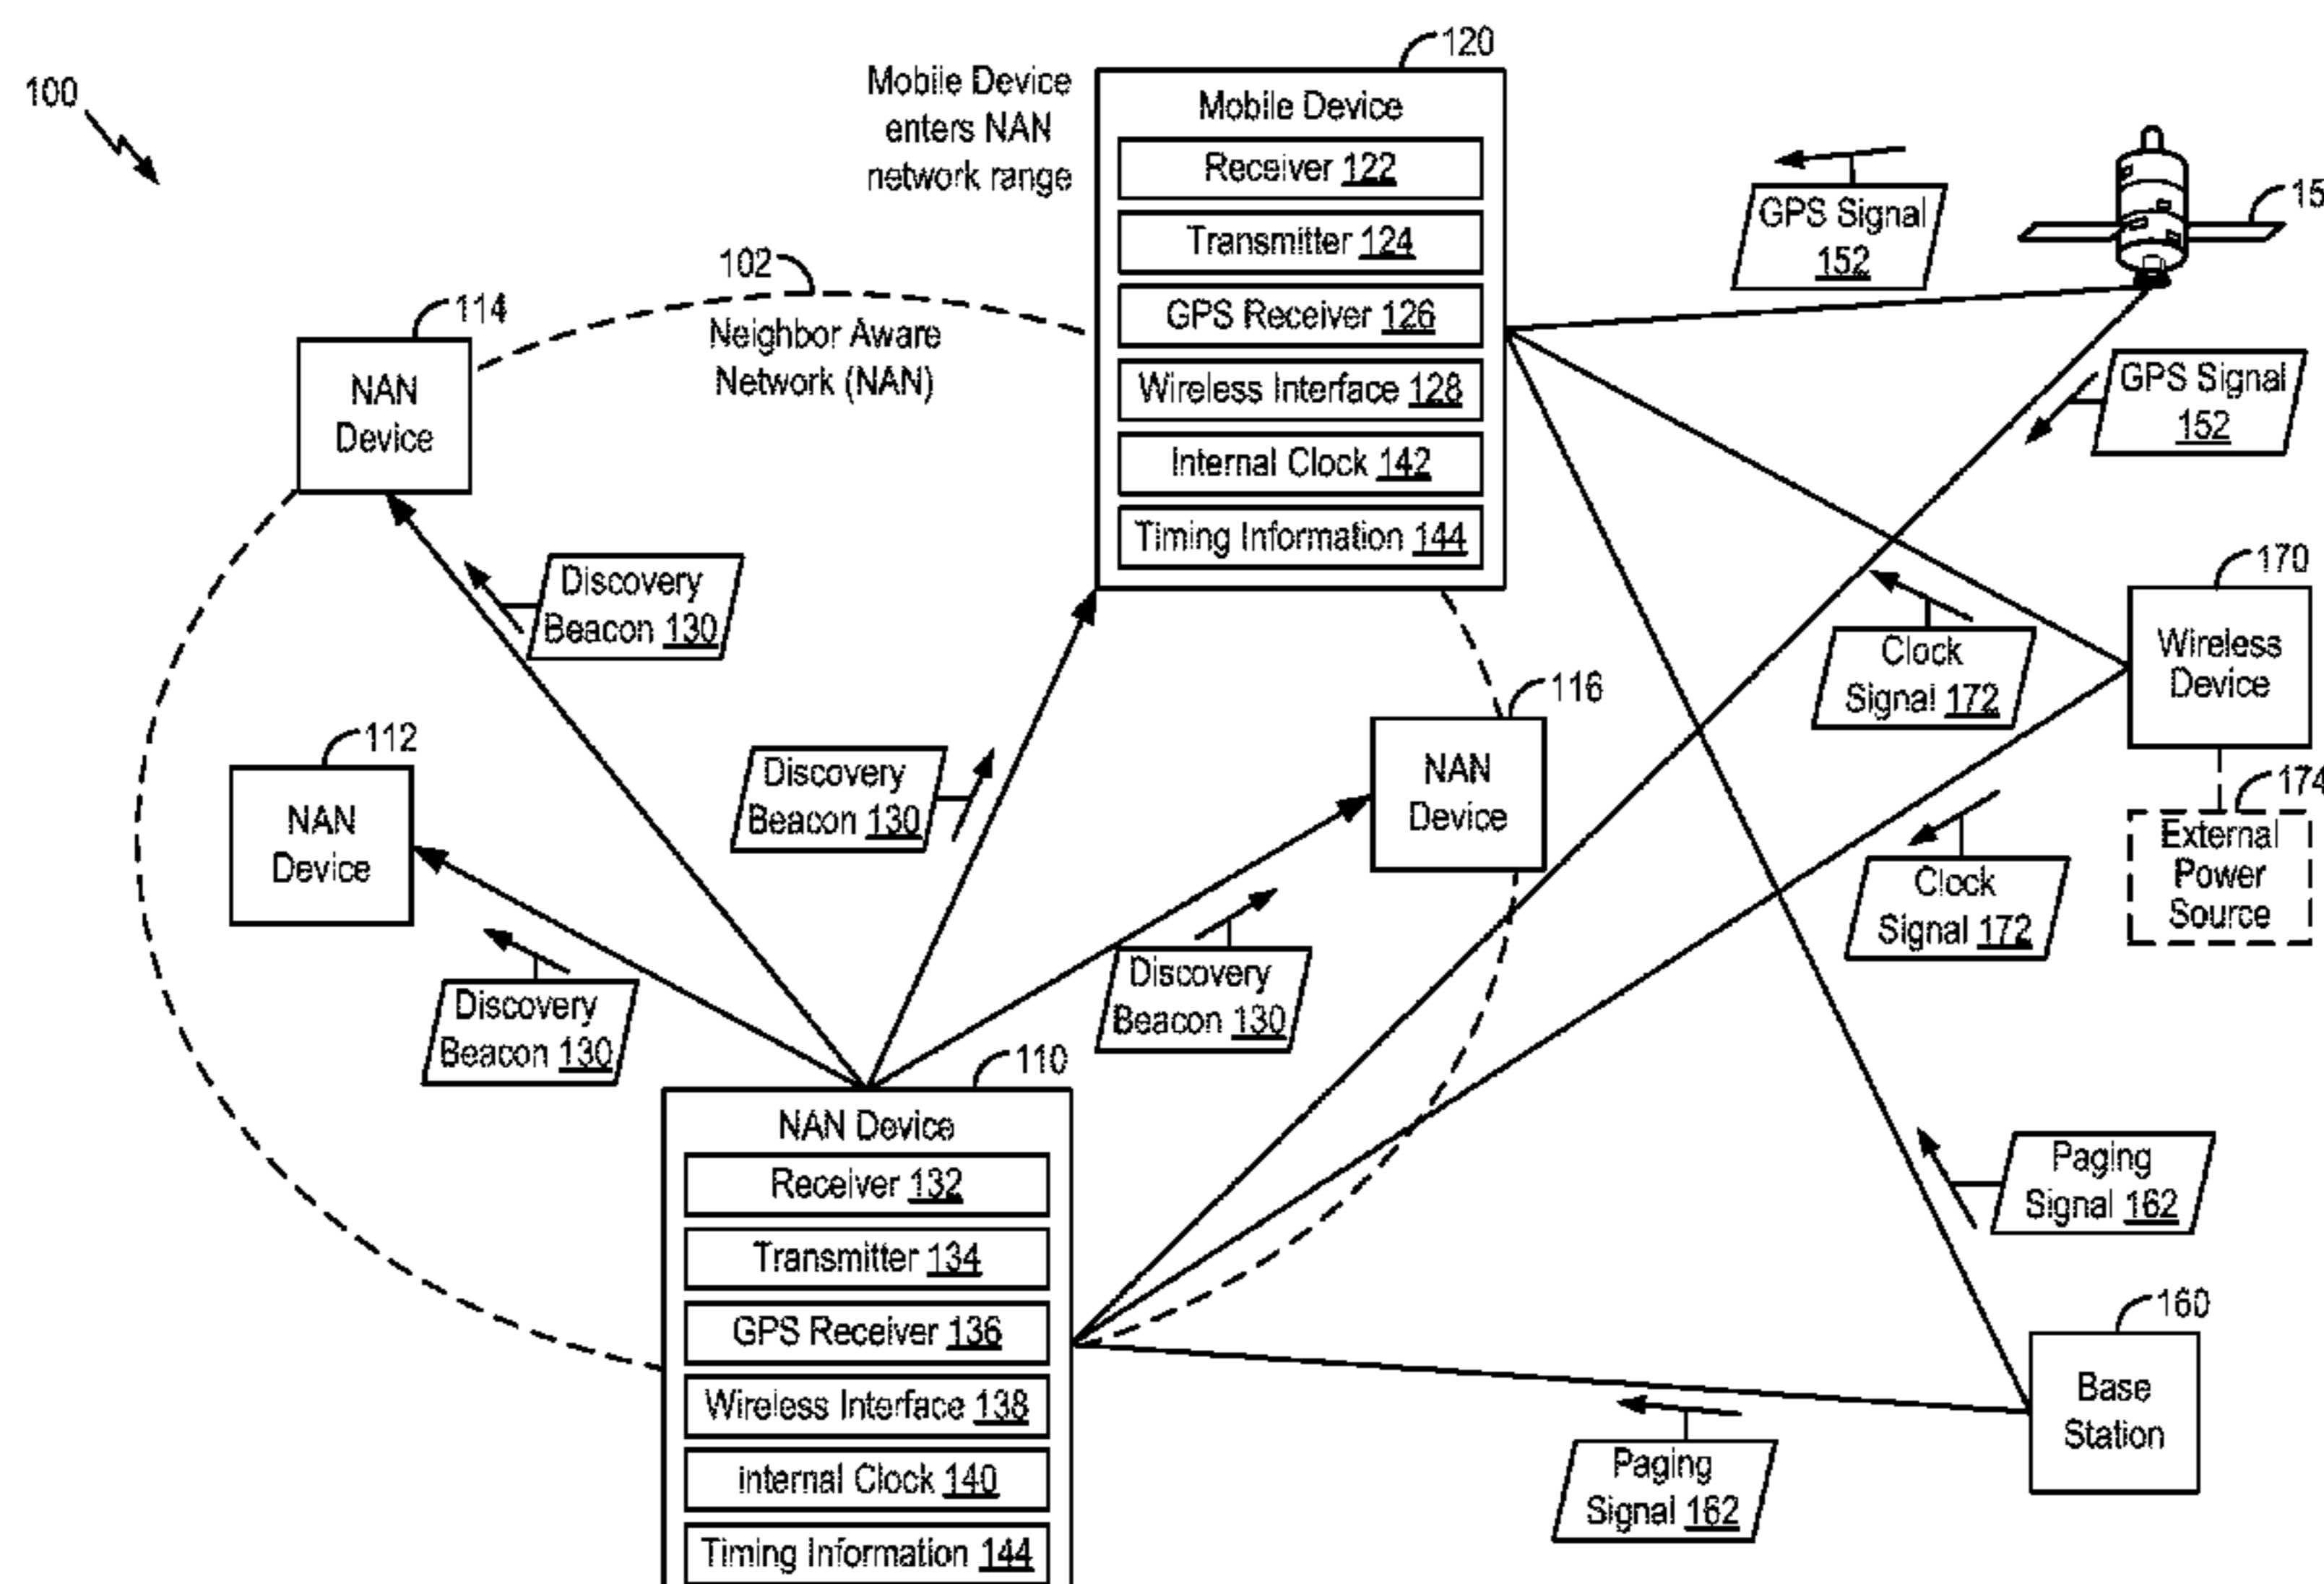 100
120
Mobile Device
enters NAN
network range
Mobile Device
Receiver 122
Transmitter 124
GPS Receiver 126
Wireless Interface 128
Internal Clock 142
Timing Information 144
GPS Signal
152
15
GPS Signal
152
102
Neighbor Aware
Network (NAN)
114
NAN
Device
Discovery
Beacon 130
112
NAN
Device
Discovery
Beacon 130
116
NAN
Device
170
Wireless
Device
Clock
Signal 172
174
External
Power
Source
Clock
Signal 172
Discovery
Beacon 130
Discovery
Beacon 130
110
NAN Device
Receiver 132
Transmitter 134
GPS Receiver 136
Wireless Interface 138
internal Clock 140
Timing Information 144
Paging
Signal 162
160
Base
Station
Paging
Signal 162